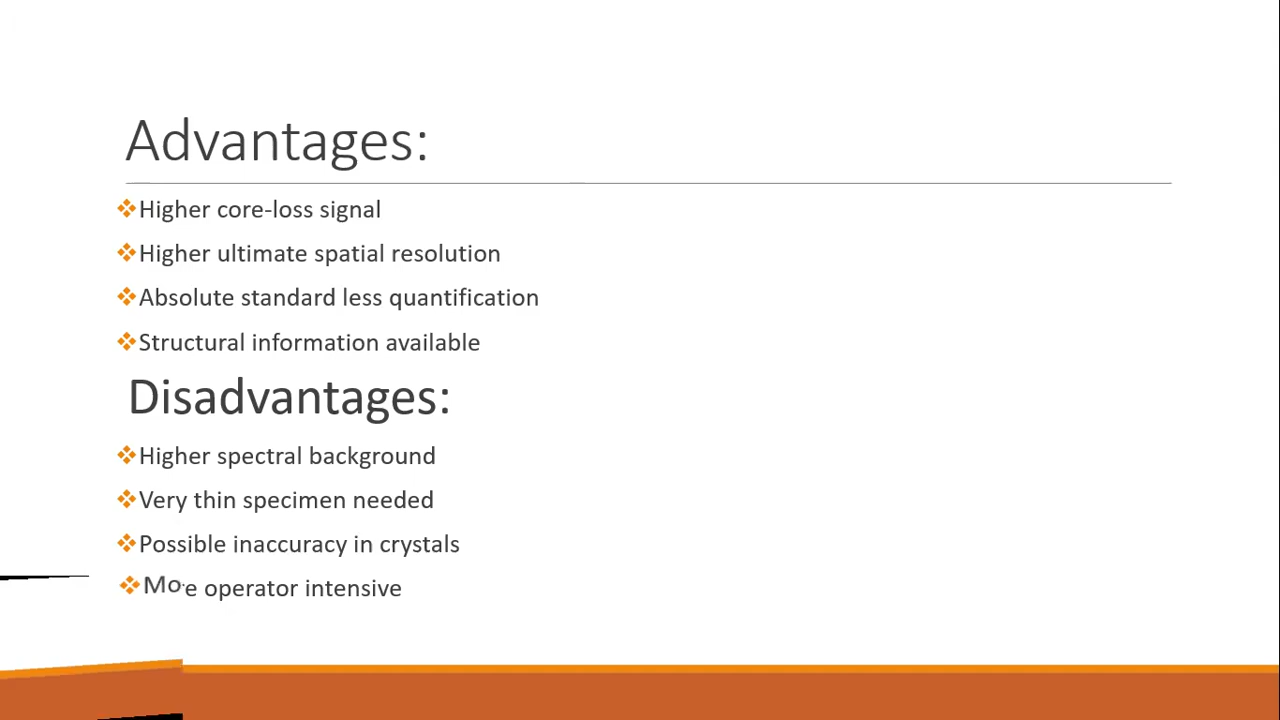 Advantages:
Higher core-loss signal
Higher ultimate spatial resolution
Absolute standard less quantification
Structural information available
Disadvantages:
Higher spectral background
Very thin specimen needed
Possible inaccuracy in crystals
More operator intensive